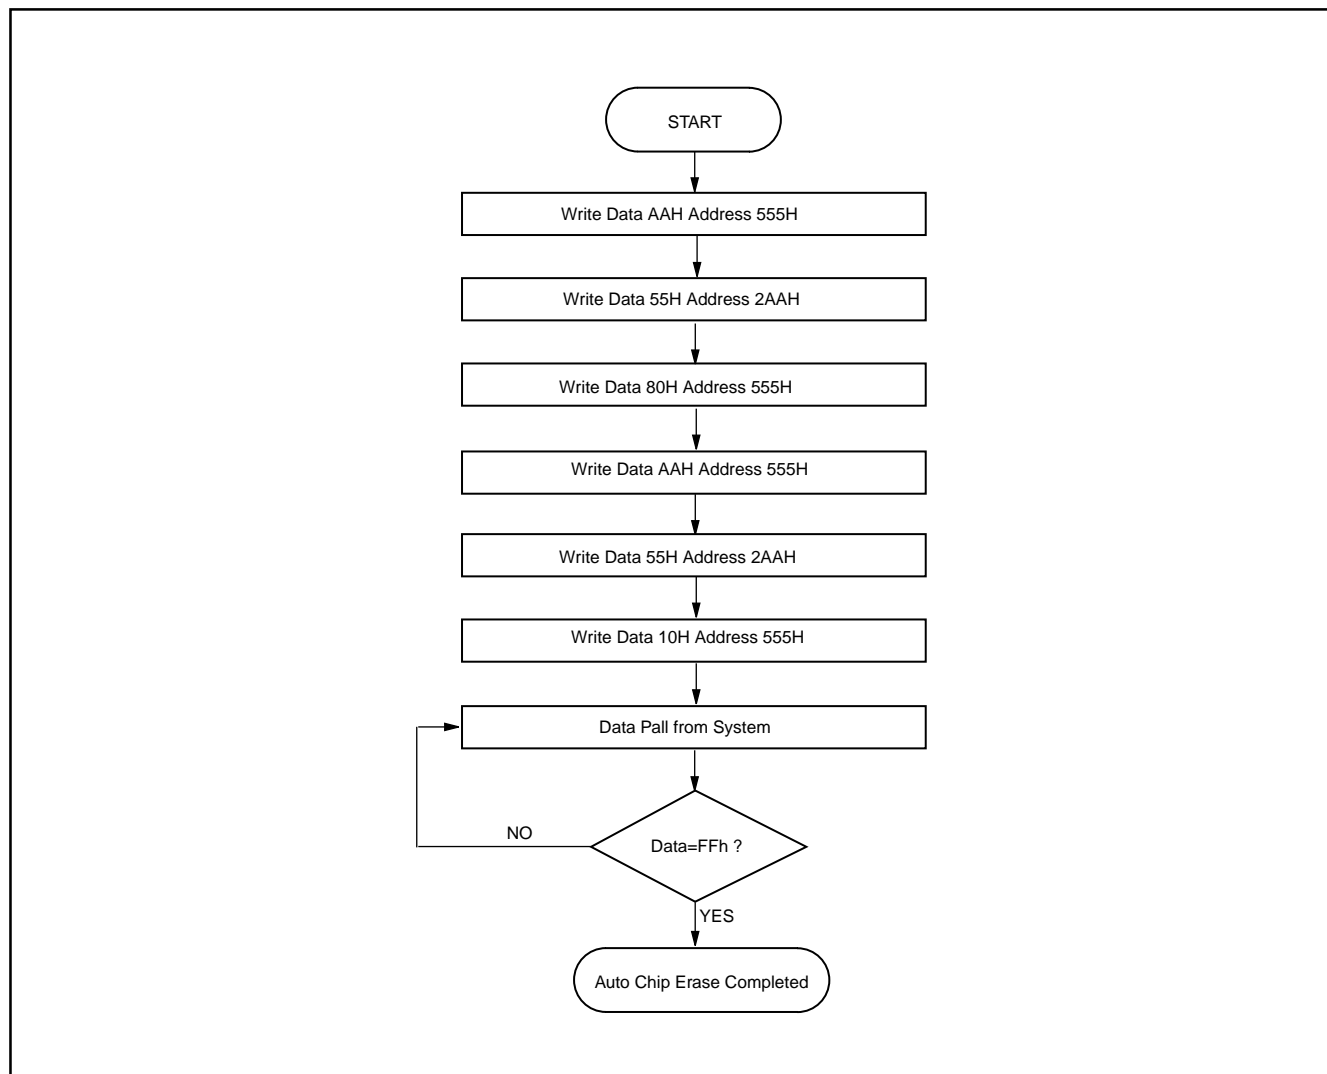 START
Write Data AAH Address 555H
Write Data 55H Address 2AAH
Write Data 80H Address 555H
Write Data AAH Address 555H
Write Data 55H Address 2AAH
Write Data 10H Address 555H
Data Pall from System
NO
Data=FFh ?
YES
Auto Chip Erase Completed